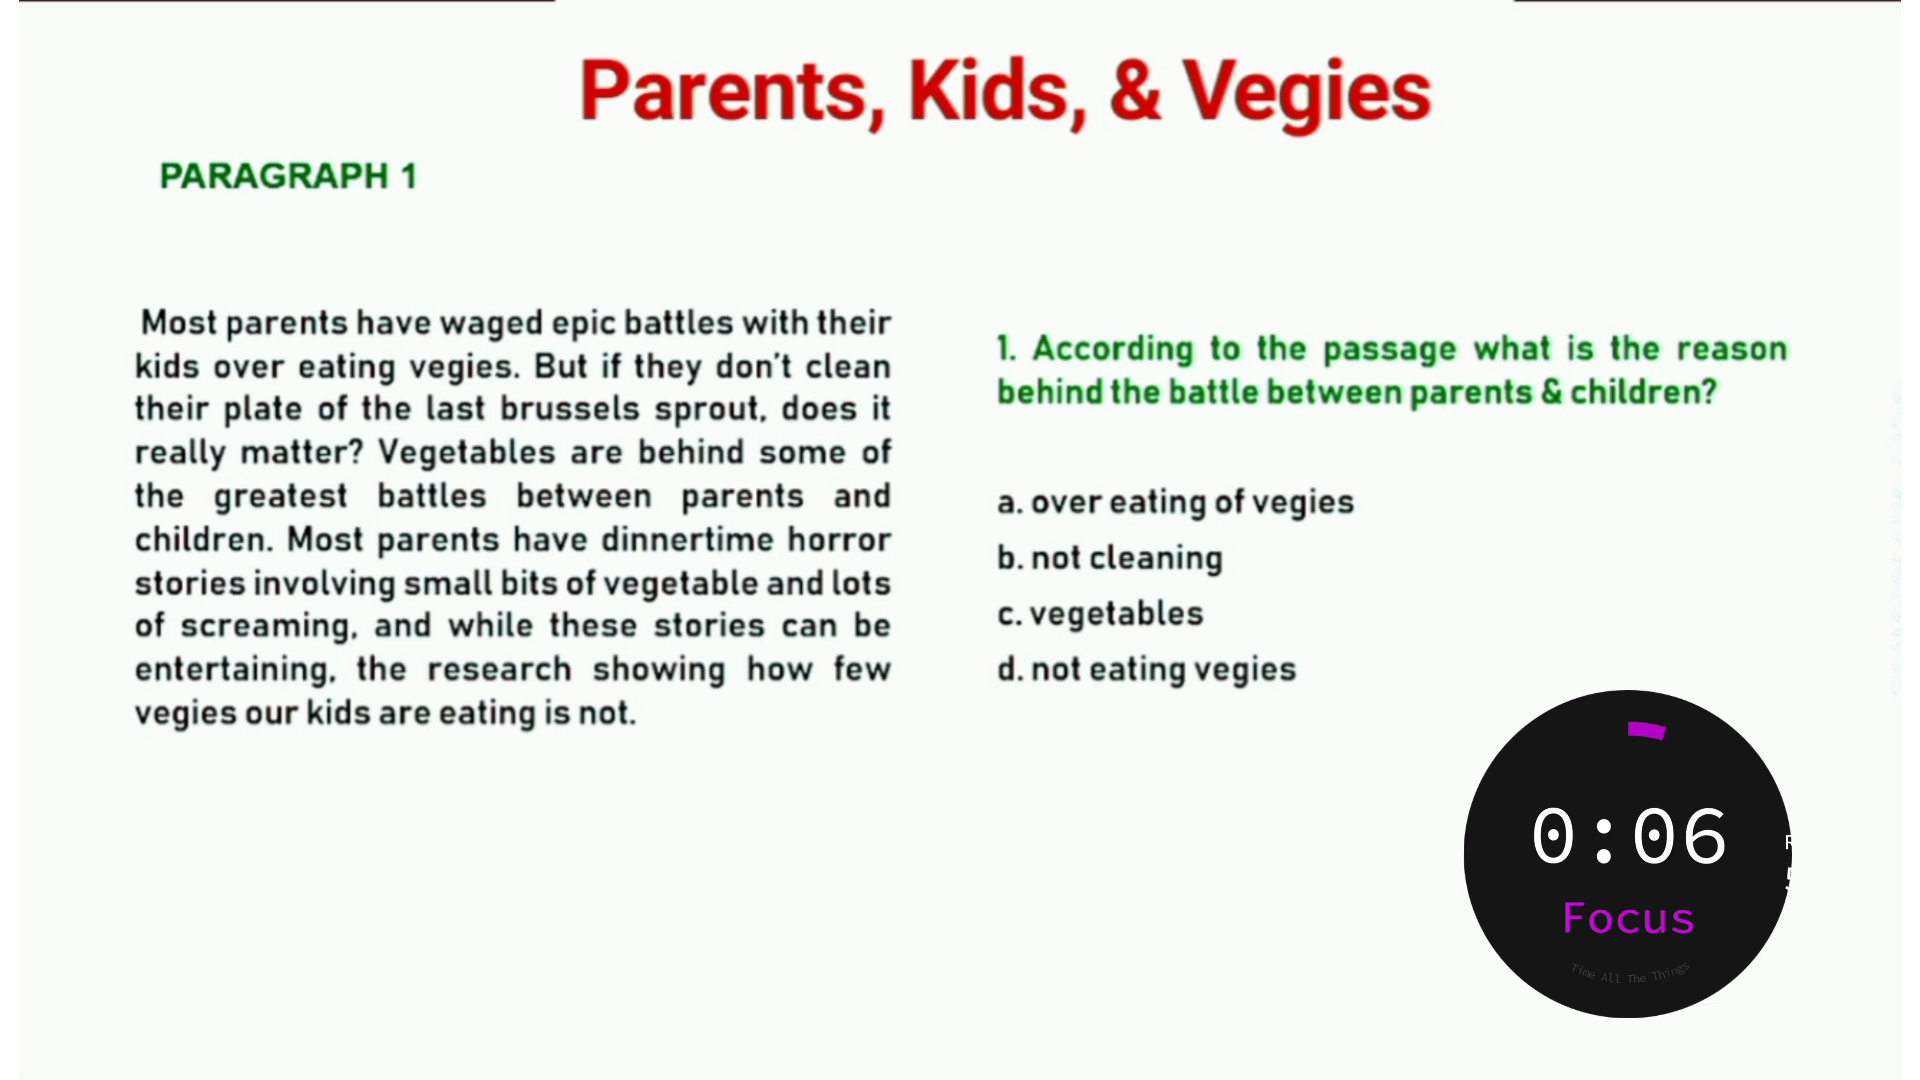 Parents, Kids, & Vegies
PARAGRAPH 1
Most parents have waged epic battles with their
kids over eating vegies. But if they don't clean
their plate of the last brussels sprout, does it
really matter? Vegetables are behind some of
the greatest battles between parents and
children. Most parents have dinnertime horror
stories involving small bits of vegetable and lots
of screaming, and while these stories can be
entertaining, the research showing how few
vegies our kids are eating is not.
1. According to the passage what is the reason
behind the battle between parents & children?
a. over eating of vegies
b. not cleaning
c. vegetables
d. not eating vegies
0:06
Focus
Time All The Things